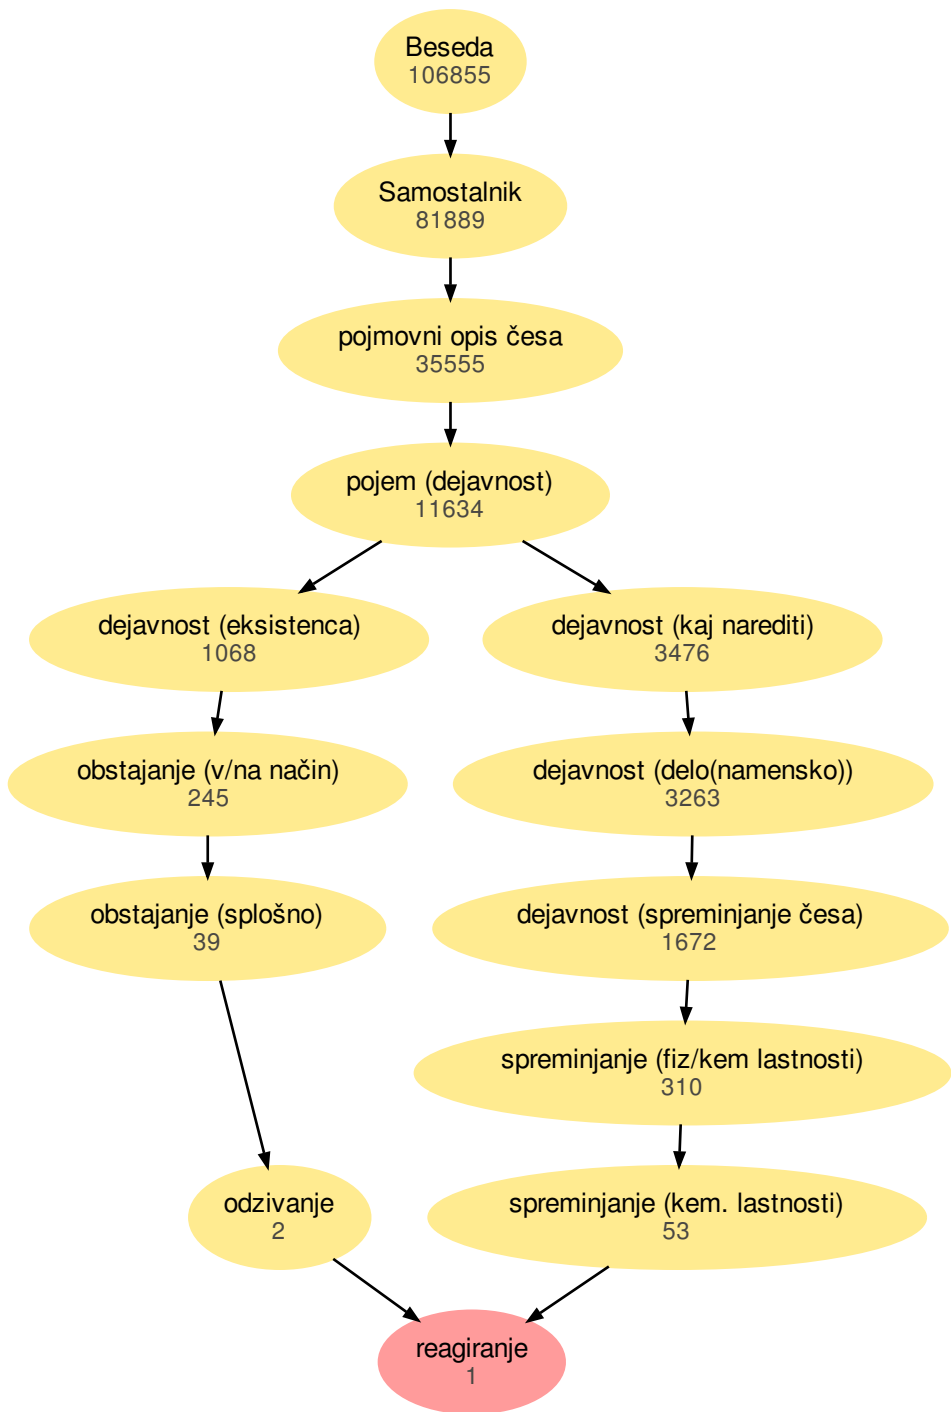 Beseda
106855
Samostalnik
81889
pojmovni opis česa
35555
pojem (dejavnost)
11634
dejavnost (eksistenca)
1068
dejavnost (kaj narediti)
3476
obstajanje (v/na način)
245
dejavnost (delo(namensko))
3263
obstajanje (splošno)
39
dejavnost (spreminjanje česa)
1672
spreminjanje (fiz/kem lastnosti)
310
odzivanje
2
spreminjanje (kem. lastnosti)
53
reagiranje
1